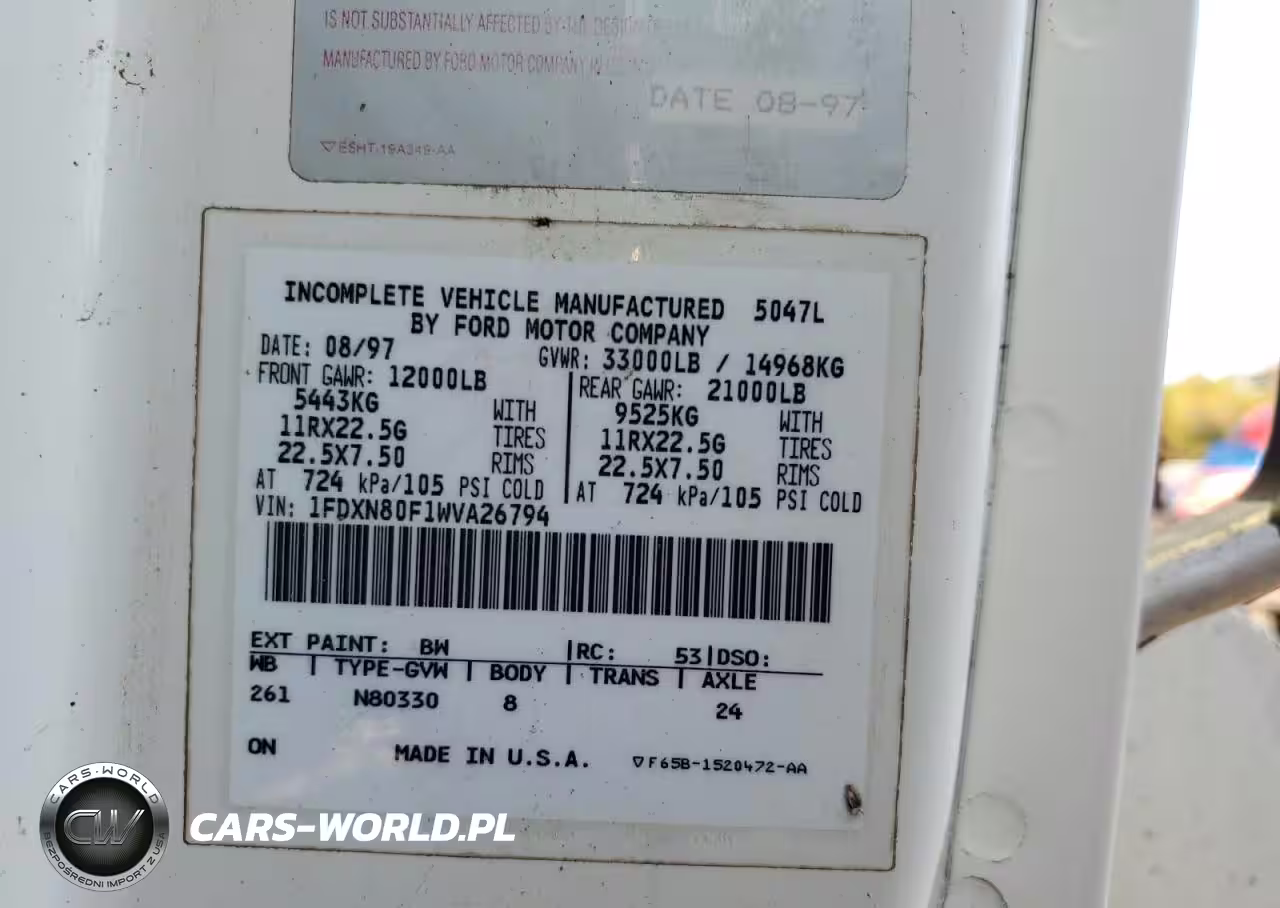 IS NOT SUBSTANTIALLY AFFECTED BY THE DESIGN
MANUFACTURED BY FORD MOTOR COMPANY IN
DATE 08-97
INCOMPLETE VEHICLE MANUFACTURED 5047L
BY FORD MOTOR COMPANY
DATE: 08/97 GVWR: 33000LB / 14968KG
FRONT GAWR: 12000LB REAR GAWR: 21000LB
5443KG WITH 9525KG WITH
11RX22.5G TIRES 11RX22.5G TIRES
22.5X7.50 RIMS 22.5X7.50 RIMS
AT 724 kPa/105 PSI COLD AT 724 kPa/105 PSI COLD
VIN: 1FDXN80F1WVA26794
EXT PAINT: BW |RC: 53|DSO:
WB | TYPE-GVW | BODY | TRANS | AXLE
261 N80330 8 24
ON MADE IN U.S.A. ▽F65B-1520472-AA
CARS-WORLD
CW
BEZPOŚREDNI IMPORT Z USA
CARS-WORLD.PL